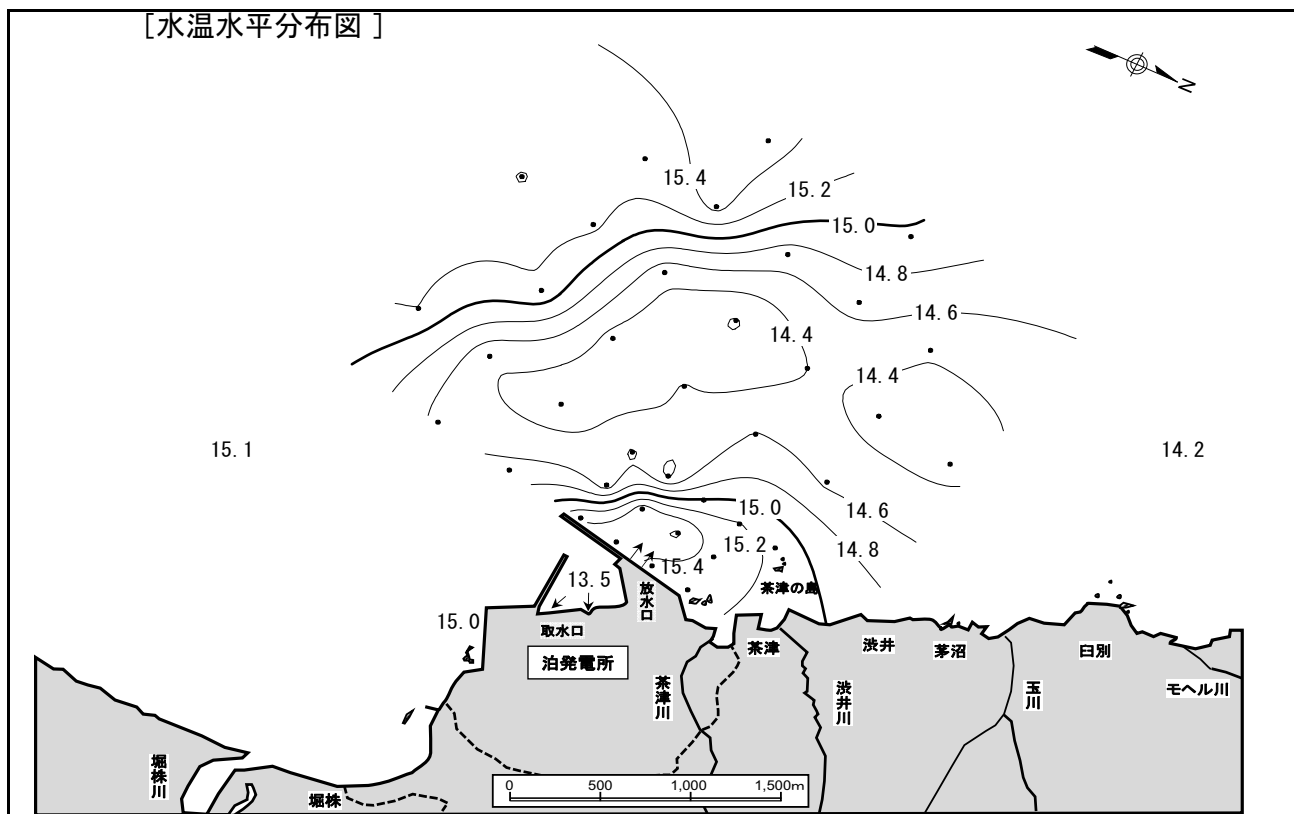 [水温水平分布図 ]
N
15.4
15.2
15.0
14.8
14.6
14.4
14.4
15.1
14.2
15.0
14.6
15.2
14.8
15.4
13.5
放水口
茶津の島
15.0
取水口
泊発電所
茶津川
茶津
渋井
茅沼
臼別
渋井川
玉川
モヘル川
堀株川
堀株
0 500 1,000 1,500m